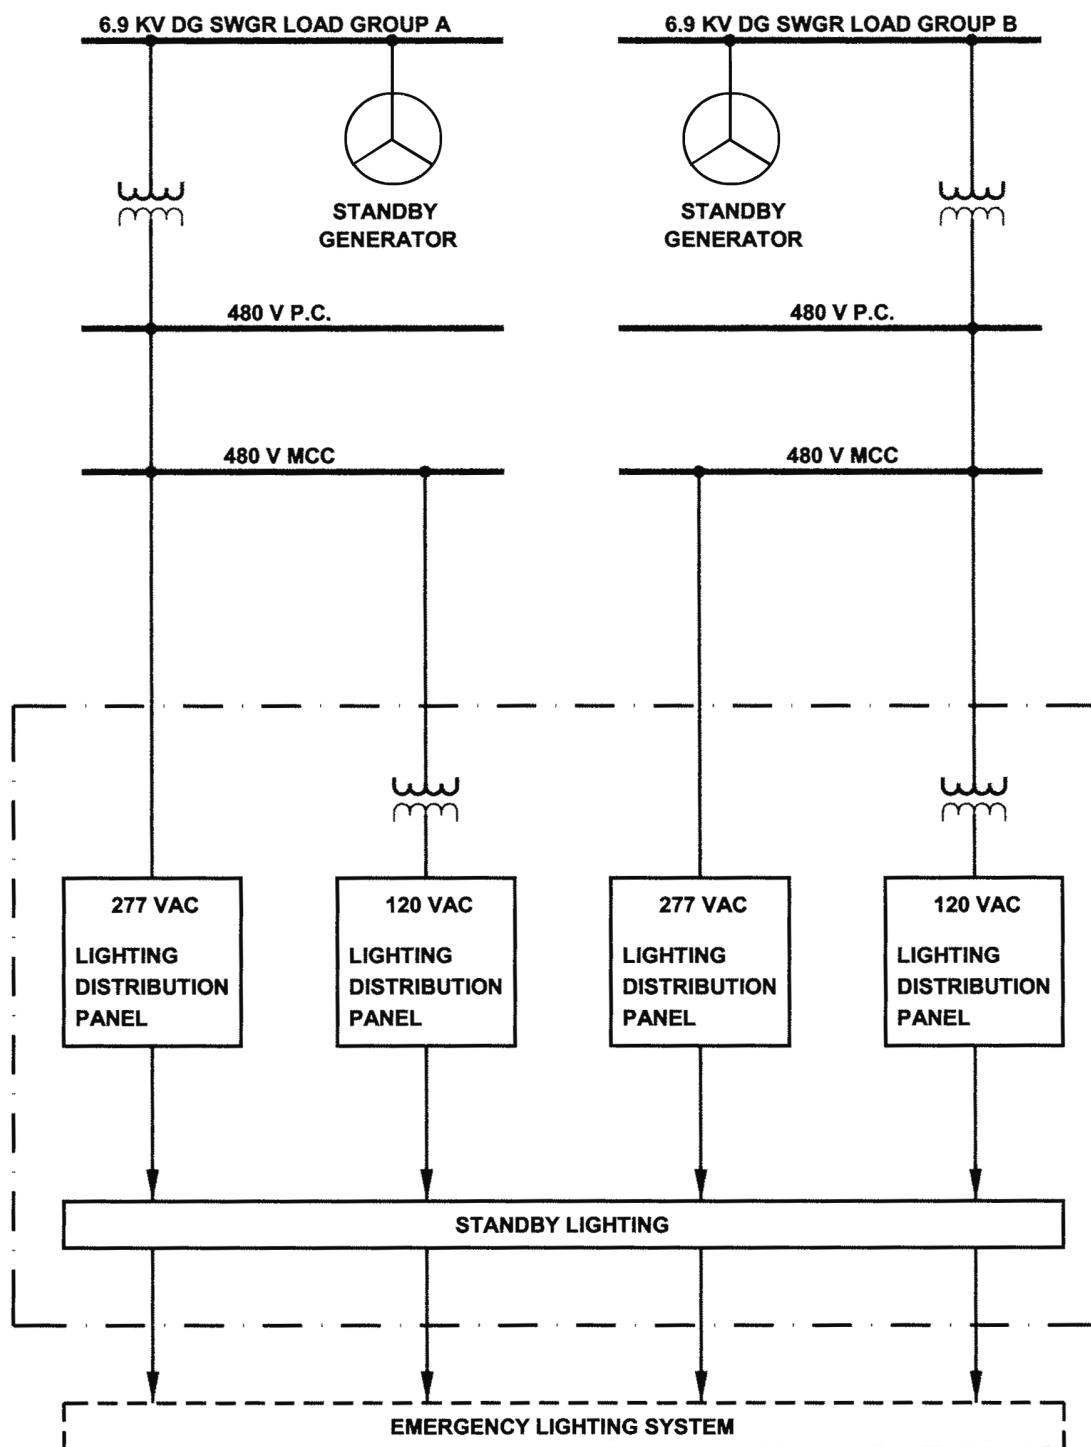 6.9 KV DG SWGR LOAD GROUP A
6.9 KV DG SWGR LOAD GROUP B
STANDBY
GENERATOR
STANDBY
GENERATOR
480 V P.C.
480 V P.C.
480 V MCC
480 V MCC
277 VAC
LIGHTING
DISTRIBUTION
PANEL
120 VAC
LIGHTING
DISTRIBUTION
PANEL
277 VAC
LIGHTING
DISTRIBUTION
PANEL
120 VAC
LIGHTING
DISTRIBUTION
PANEL
STANDBY LIGHTING
EMERGENCY LIGHTING SYSTEM